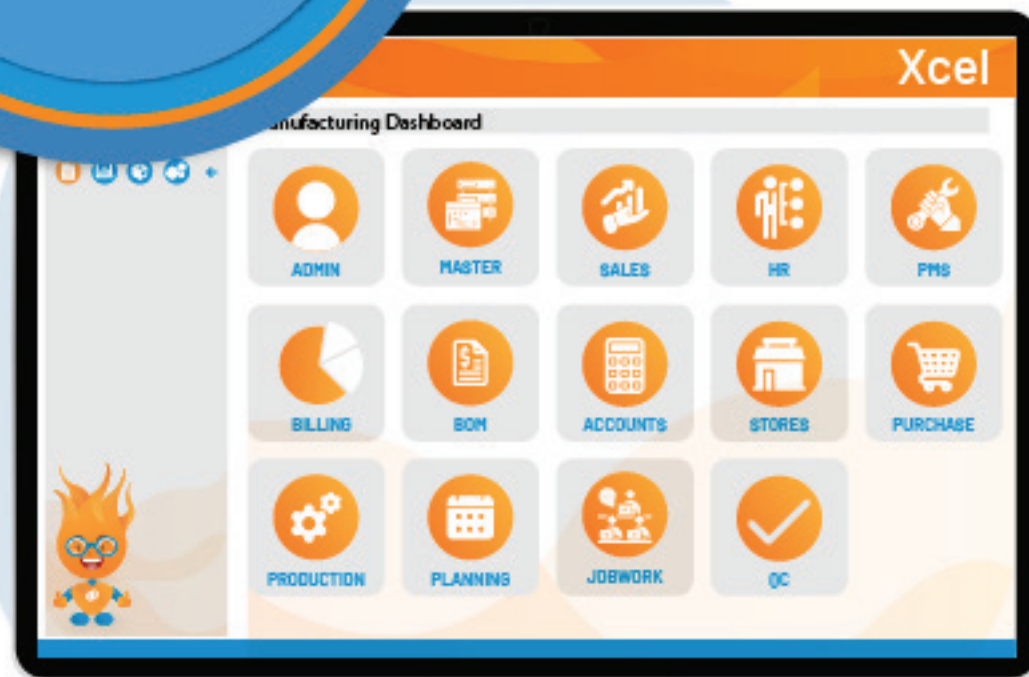 Xcel
anufacturing Dashboard
ADMIN
MASTER
SALES
HR
PMS
BILLING
BOM
ACCOUNTS
STORES
PURCHASE
PRODUCTION
PLANNING
JOBWORK
QC